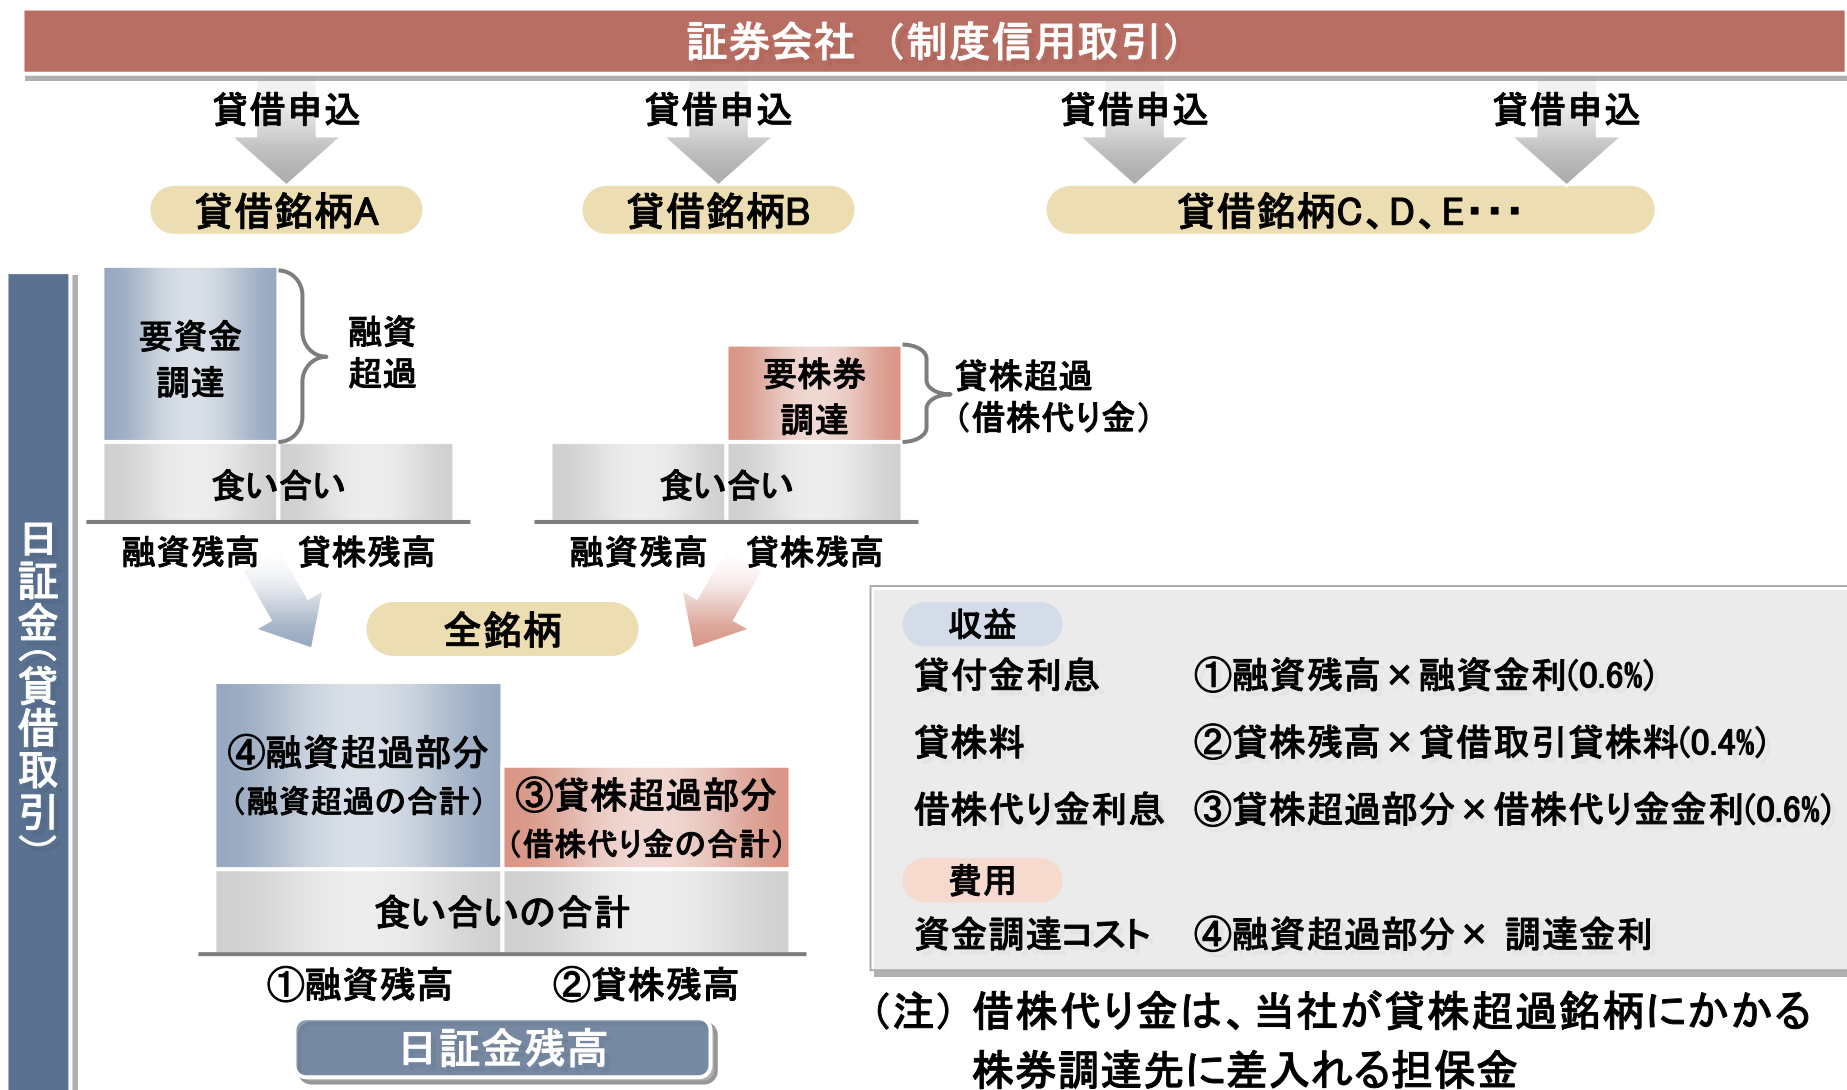 証券会社 (制度信用取引)
貸借申込
貸借申込
貸借申込
貸借申込
貸借銘柄A
貸借銘柄B
貸借銘柄C、D、E・・・
日証金(貸借取引)
要資金
調達
融資
超過
食い合い
融資残高
貸株残高
要株券
調達
貸株超過
(借株代り金)
食い合い
融資残高
貸株残高
全銘柄
④融資超過部分
(融資超過の合計)
③貸株超過部分
(借株代り金の合計)
食い合いの合計
①融資残高
②貸株残高
日証金残高
収益
貸付金利息 ①融資残高×融資金利(0.6%)
貸株料 ②貸株残高×貸借取引貸株料(0.4%)
借株代り金利息 ③貸株超過部分×借株代り金金利(0.6%)
費用
資金調達コスト ④融資超過部分× 調達金利
(注) 借株代り金は、当社が貸株超過銘柄にかかる
株券調達先に差入れる担保金